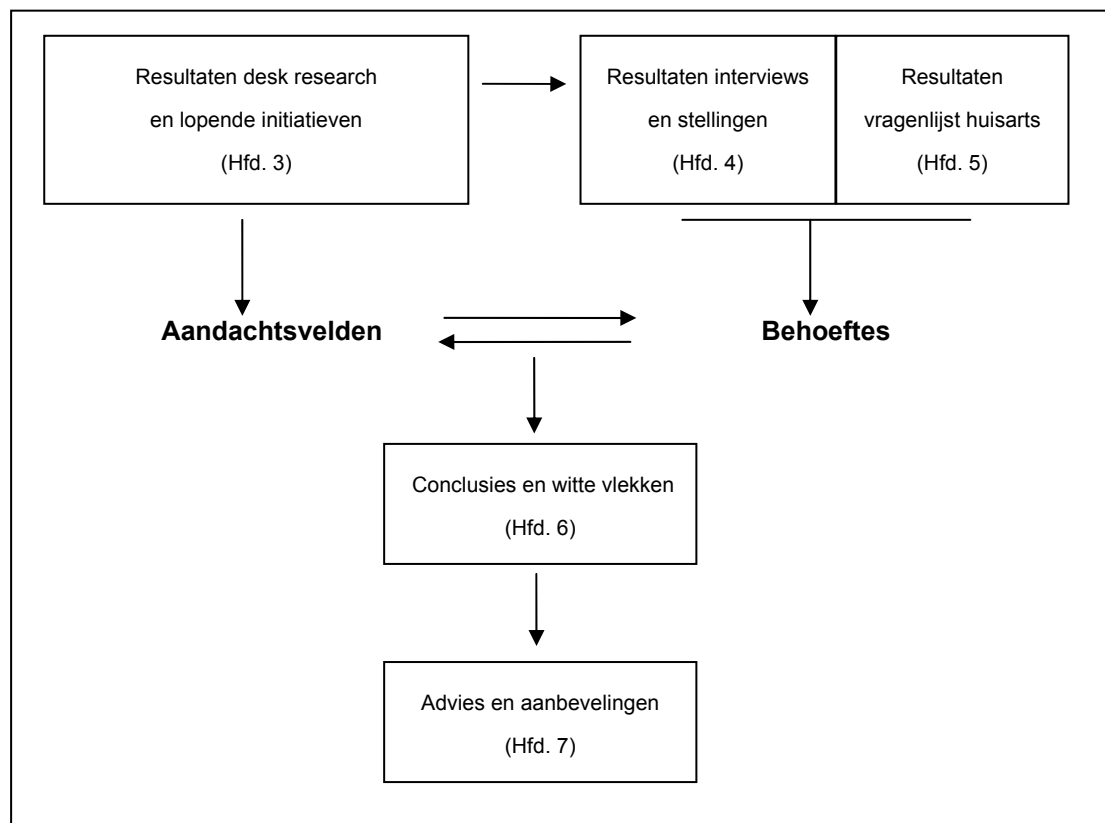 Resultaten desk research
en lopende initiatieven
(Hfd. 3)
Resultaten interviews
en stellingen
(Hfd. 4)
Resultaten
vragenlijst huisarts
(Hfd. 5)
Aandachtsvelden
Behoeftes
Conclusies en witte vlekken
(Hfd. 6)
Advies en aanbevelingen
(Hfd. 7)